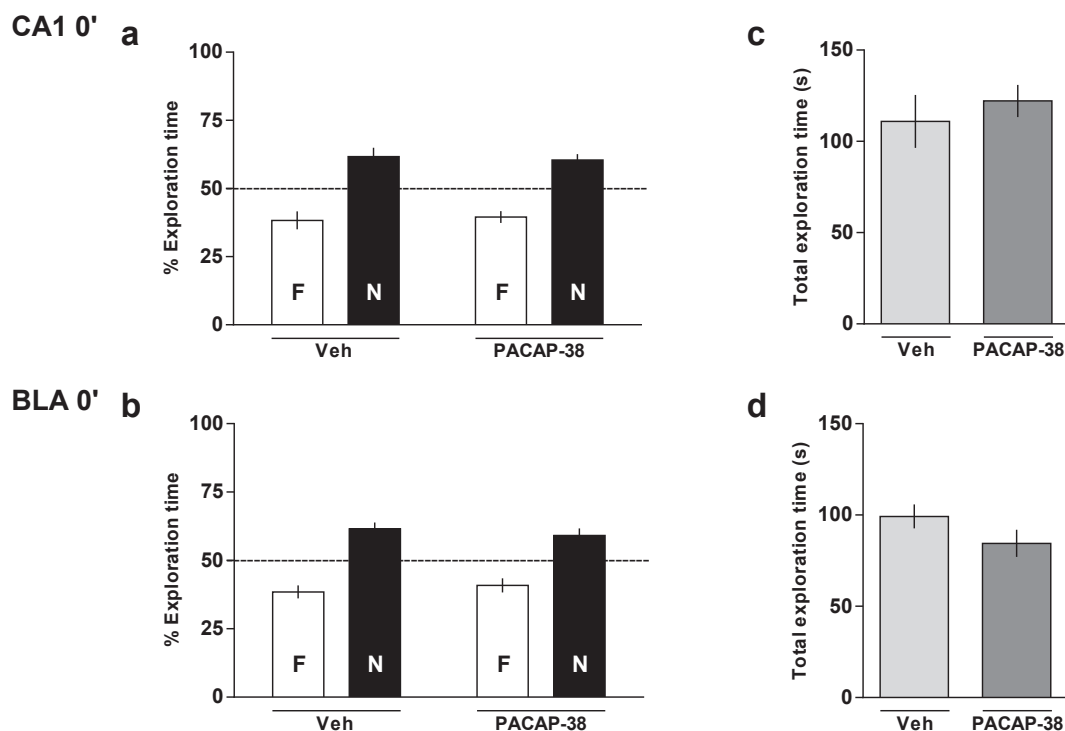 CA1 0'
a
100
75
50
25
0
% Exploration time
F
N
F
N
Veh
PACAP-38
c
150
100
50
0
Total exploration time (s)
Veh
PACAP-38
BLA 0'
b
100
75
50
25
0
% Exploration time
F
N
F
N
Veh
PACAP-38
d
150
100
50
0
Total exploration time (s)
Veh
PACAP-38